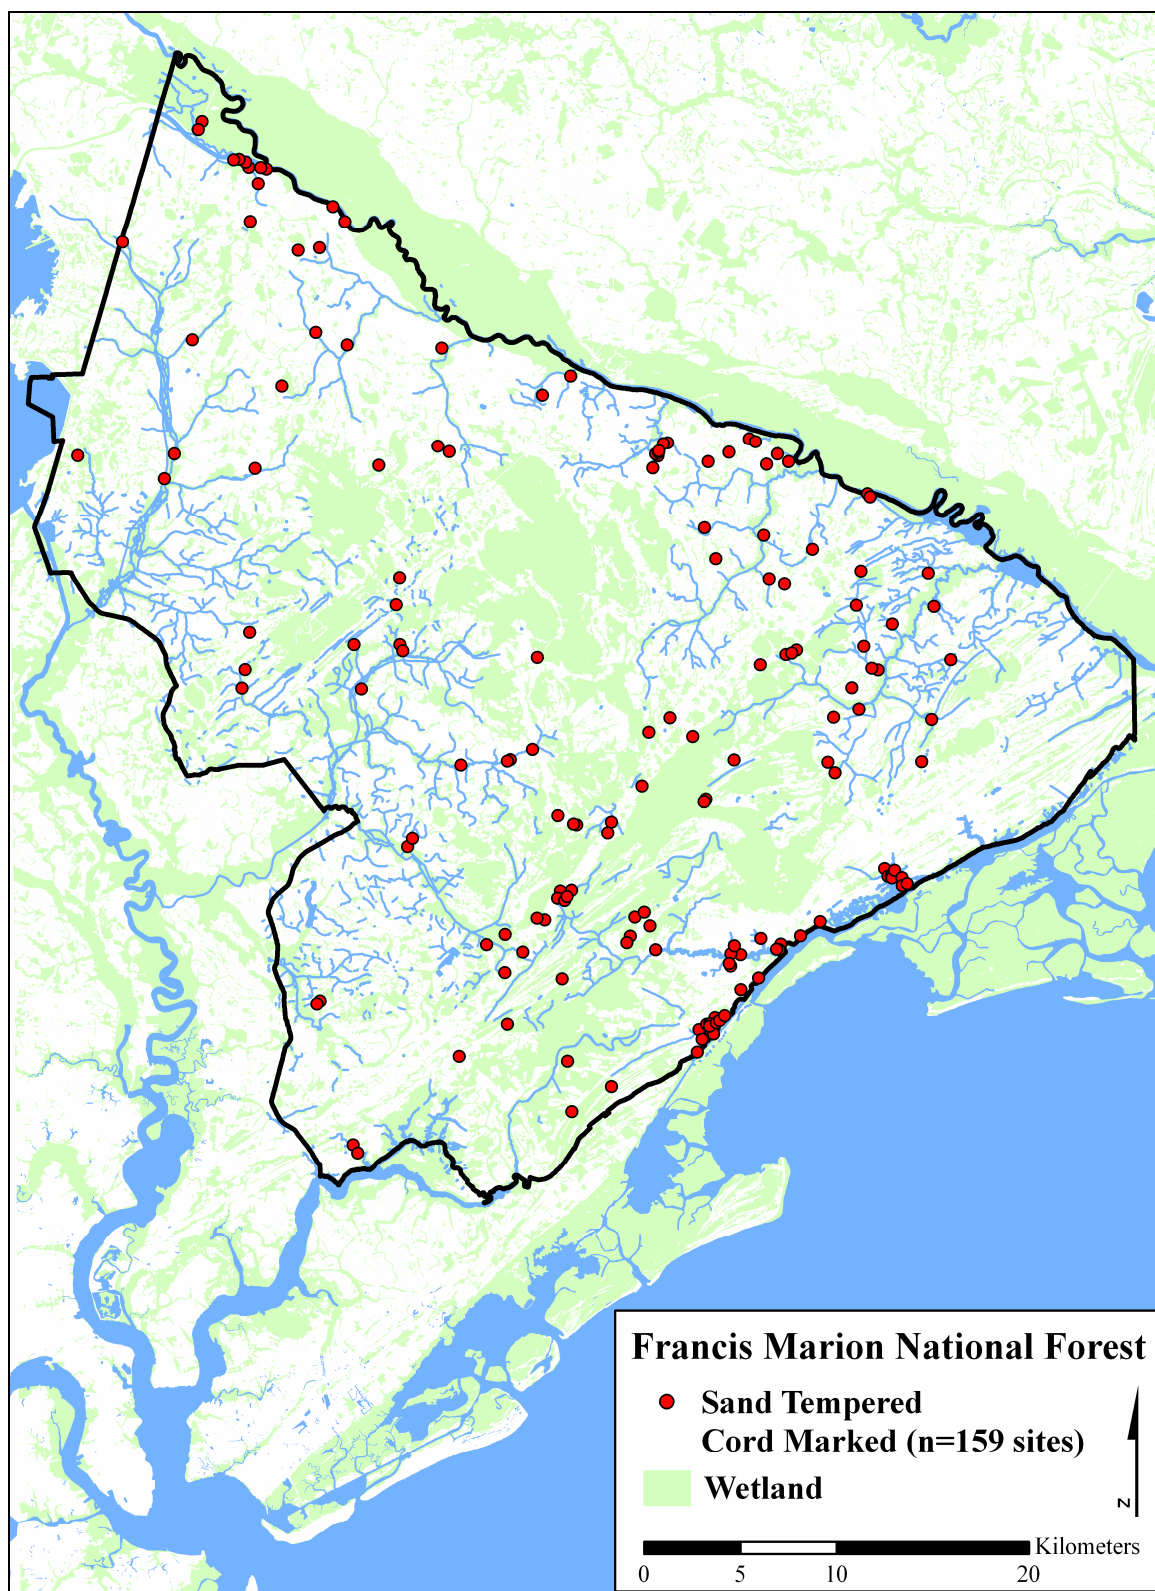 Francis Marion National Forest
Sand Tempered
Cord Marked (n=159 sites)
Wetland
N
Kilometers
0 5 10 20